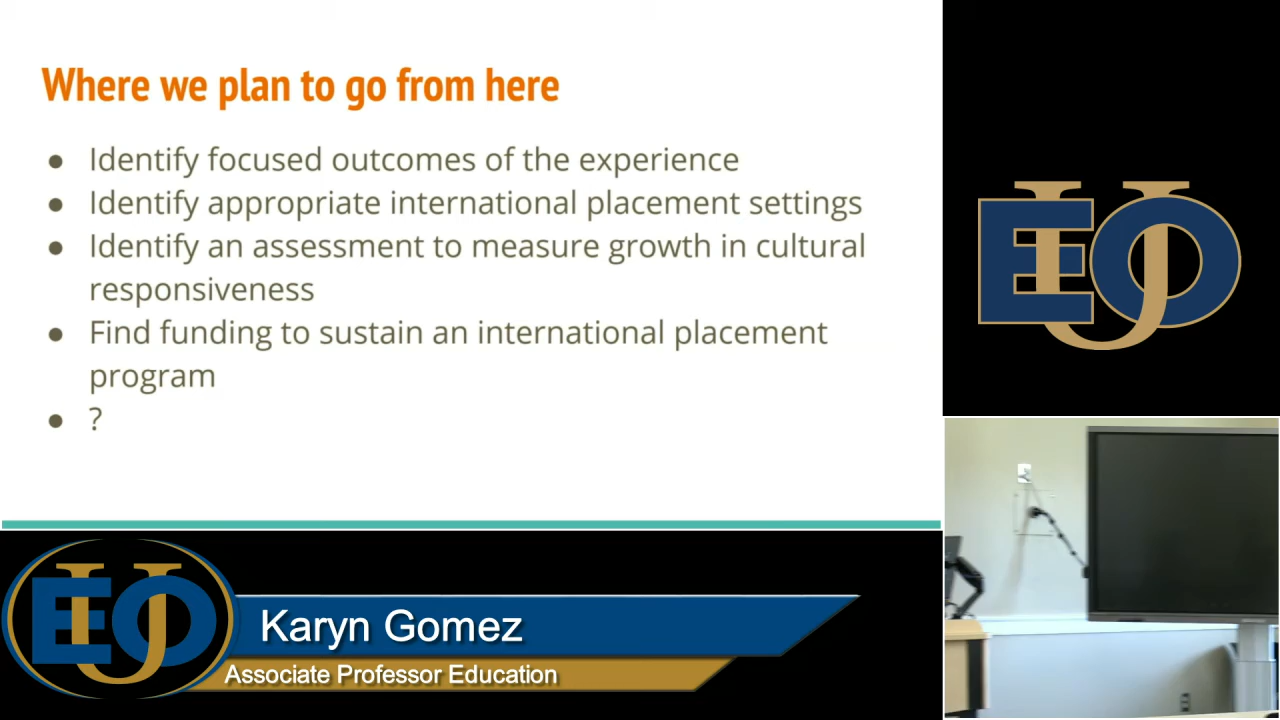 Where we plan to go from here
● Identify focused outcomes of the experience
● Identify appropriate international placement settings
● Identify an assessment to measure growth in cultural
responsiveness
● Find funding to sustain an international placement
program
● ?
EOU
EOU
Karyn Gomez
Associate Professor Education